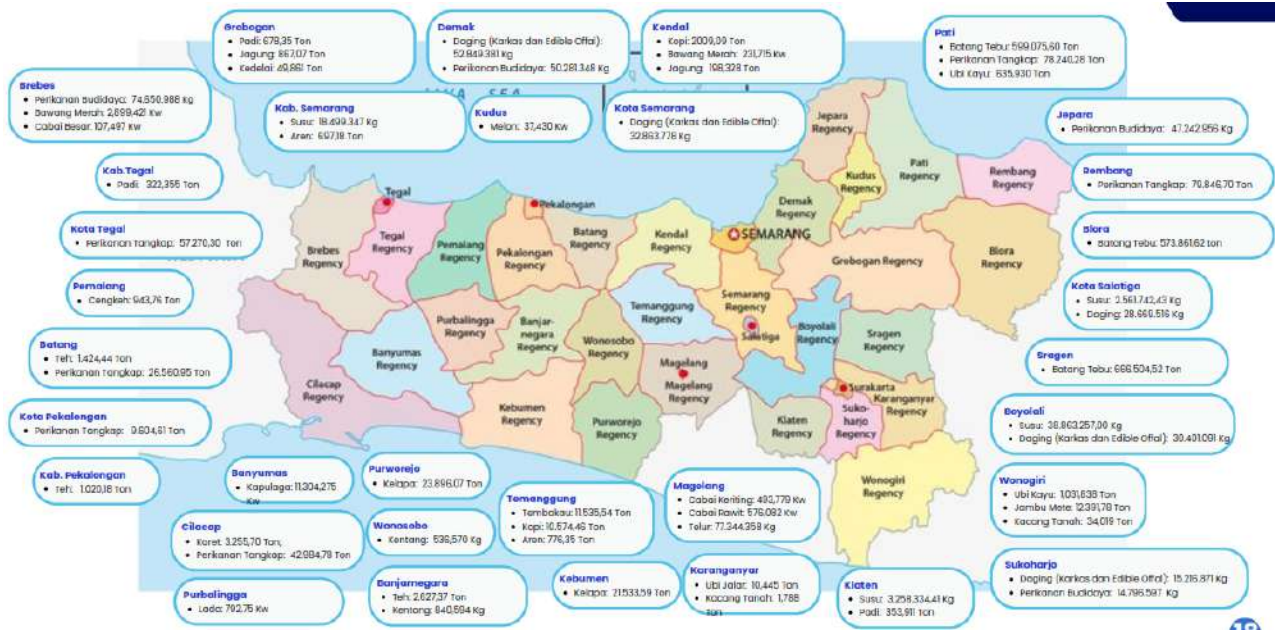 Grobogan
• Padi: 678,35 Ton
• Jagung: 867,07 Ton
• Kedelai: 49,861 Ton
Demak
• Daging (Karkas dan Edible Offal):
52.849.381 Kg
• Perikanan Budidaya: 50.281.348 Kg
Kendal
• Kopi: 2009,09 Ton
• Bawang Merah: 231,715 Kw
• Jagung: 198,328 Ton
Pati
• Batang Tebu: 599.075,60 Ton
• Perikanan Tangkap: 78.240,28 Ton
• Ubi Kayu: 635,930 Ton
Brebes
• Perikanan Budidaya: 74,650,988 Kg
• Bawang Merah: 2,899,421 Kw
• Cabai Besar: 107,497 Kw
Kab. Semarang
• Susu: 18.499.347 Kg
• Aren: 697,18 Ton
Kudus
• Melon: 37,430 Kw
Kota Semarang
• Daging (Karkas dan Edible Offal):
32.863.778 Kg
Jepara
• Perikanan Budidaya: 47.242.956 Kg
Kab.Tegal
• Padi: 322,355 Ton
Rembang
• Perikanan Tangkap: 79.846,70 Ton
Kota Tegal
• Perikanan Tangkap: 57.270,30 Ton
Blora
• Batang Tebu: 573.861,62 ton
Pemalang
• Cengkeh: 943,76 Ton
Kota Salatiga
• Susu: 2.561.742,43 Kg
• Daging: 28.669.516 Kg
Batang
• Teh: 1.424,44 Ton
• Perikanan Tangkap: 26.560,95 Ton
Sragen
• Batang Tebu: 666.504,52 Ton
Kota Pekalongan
• Perikanan Tangkap: 9.604,61 Ton
Boyolali
• Susu: 38,863,257,00 Kg
• Daging (Karkas dan Edible Offal): 30.401.091 Kg
Kab. Pekalongan
• Teh: 1.020,18 Ton
Banyumas
• Kapulaga: 11,304,275
Kw
Purworejo
• Kelapa: 23.896,07 Ton
Temanggung
• Tembakau: 11.535,54 Ton
• Kopi: 10.574,46 Ton
• Aren: 776,35 Ton
Magelang
• Cabai Keriting: 493,779 Kw
• Cabai Rawit: 576,082 Kw
• Telur: 77.344.358 Kg
Wonogiri
• Ubi Kayu: 1,031,838 Ton
• Jambu Mete: 12.391,78 Ton
• Kacang Tanah: 34,019 Ton
Cilacap
• Karet: 3.255,70 Ton,
• Perikanan Tangkap: 42.984,78 Ton
Wonosobo
• Kentang: 536,570 Kg
Purbalingga
• Lada: 792,75 Kw
Banjarnegara
• Teh: 2.627,37 Ton
• Kentang: 840,594 Kg
Kebumen
• Kelapa: 21.533,59 Ton
Karanganyar
• Ubi Jalar: 10,445 Ton
• Kacang Tanah: 1,788
Ton
Klaten
• Susu: 3.258.334,41 Kg
• Padi: 353,911 Ton
Sukoharjo
• Daging (Karkas dan Edible Offal): 15.216.871 Kg
• Perikanan Budidaya: 14.796.597 Kg
SEA
Jepara
Regency
Kudus
Regency
Pati
Regency
Rembang
Regency
Demak
Regency
Tegal
Pekalongan
SEMARANG
Brebes
Regency
Tegal
Regency
Pemalang
Regency
Pekalongan
Regency
Batang
Regency
Kendal
Regency
Grobogan Regency
Blora
Regency
Semarang
Regency
Temanggung
Regency
Salatiga
Boyolali
Regency
Sragen
Regency
Purbalingga
Regency
Banjar-
negara
Regency
Wonosobo
Regency
Banyumas
Regency
Cilacap
Regency
Magelang
Magelang
Regency
Kebumen
Regency
Purworejo
Regency
Klaten
Regency
Surakarta
Suko-
harjo
Regency
Karanganyar
Regency
Wonogiri
Regency